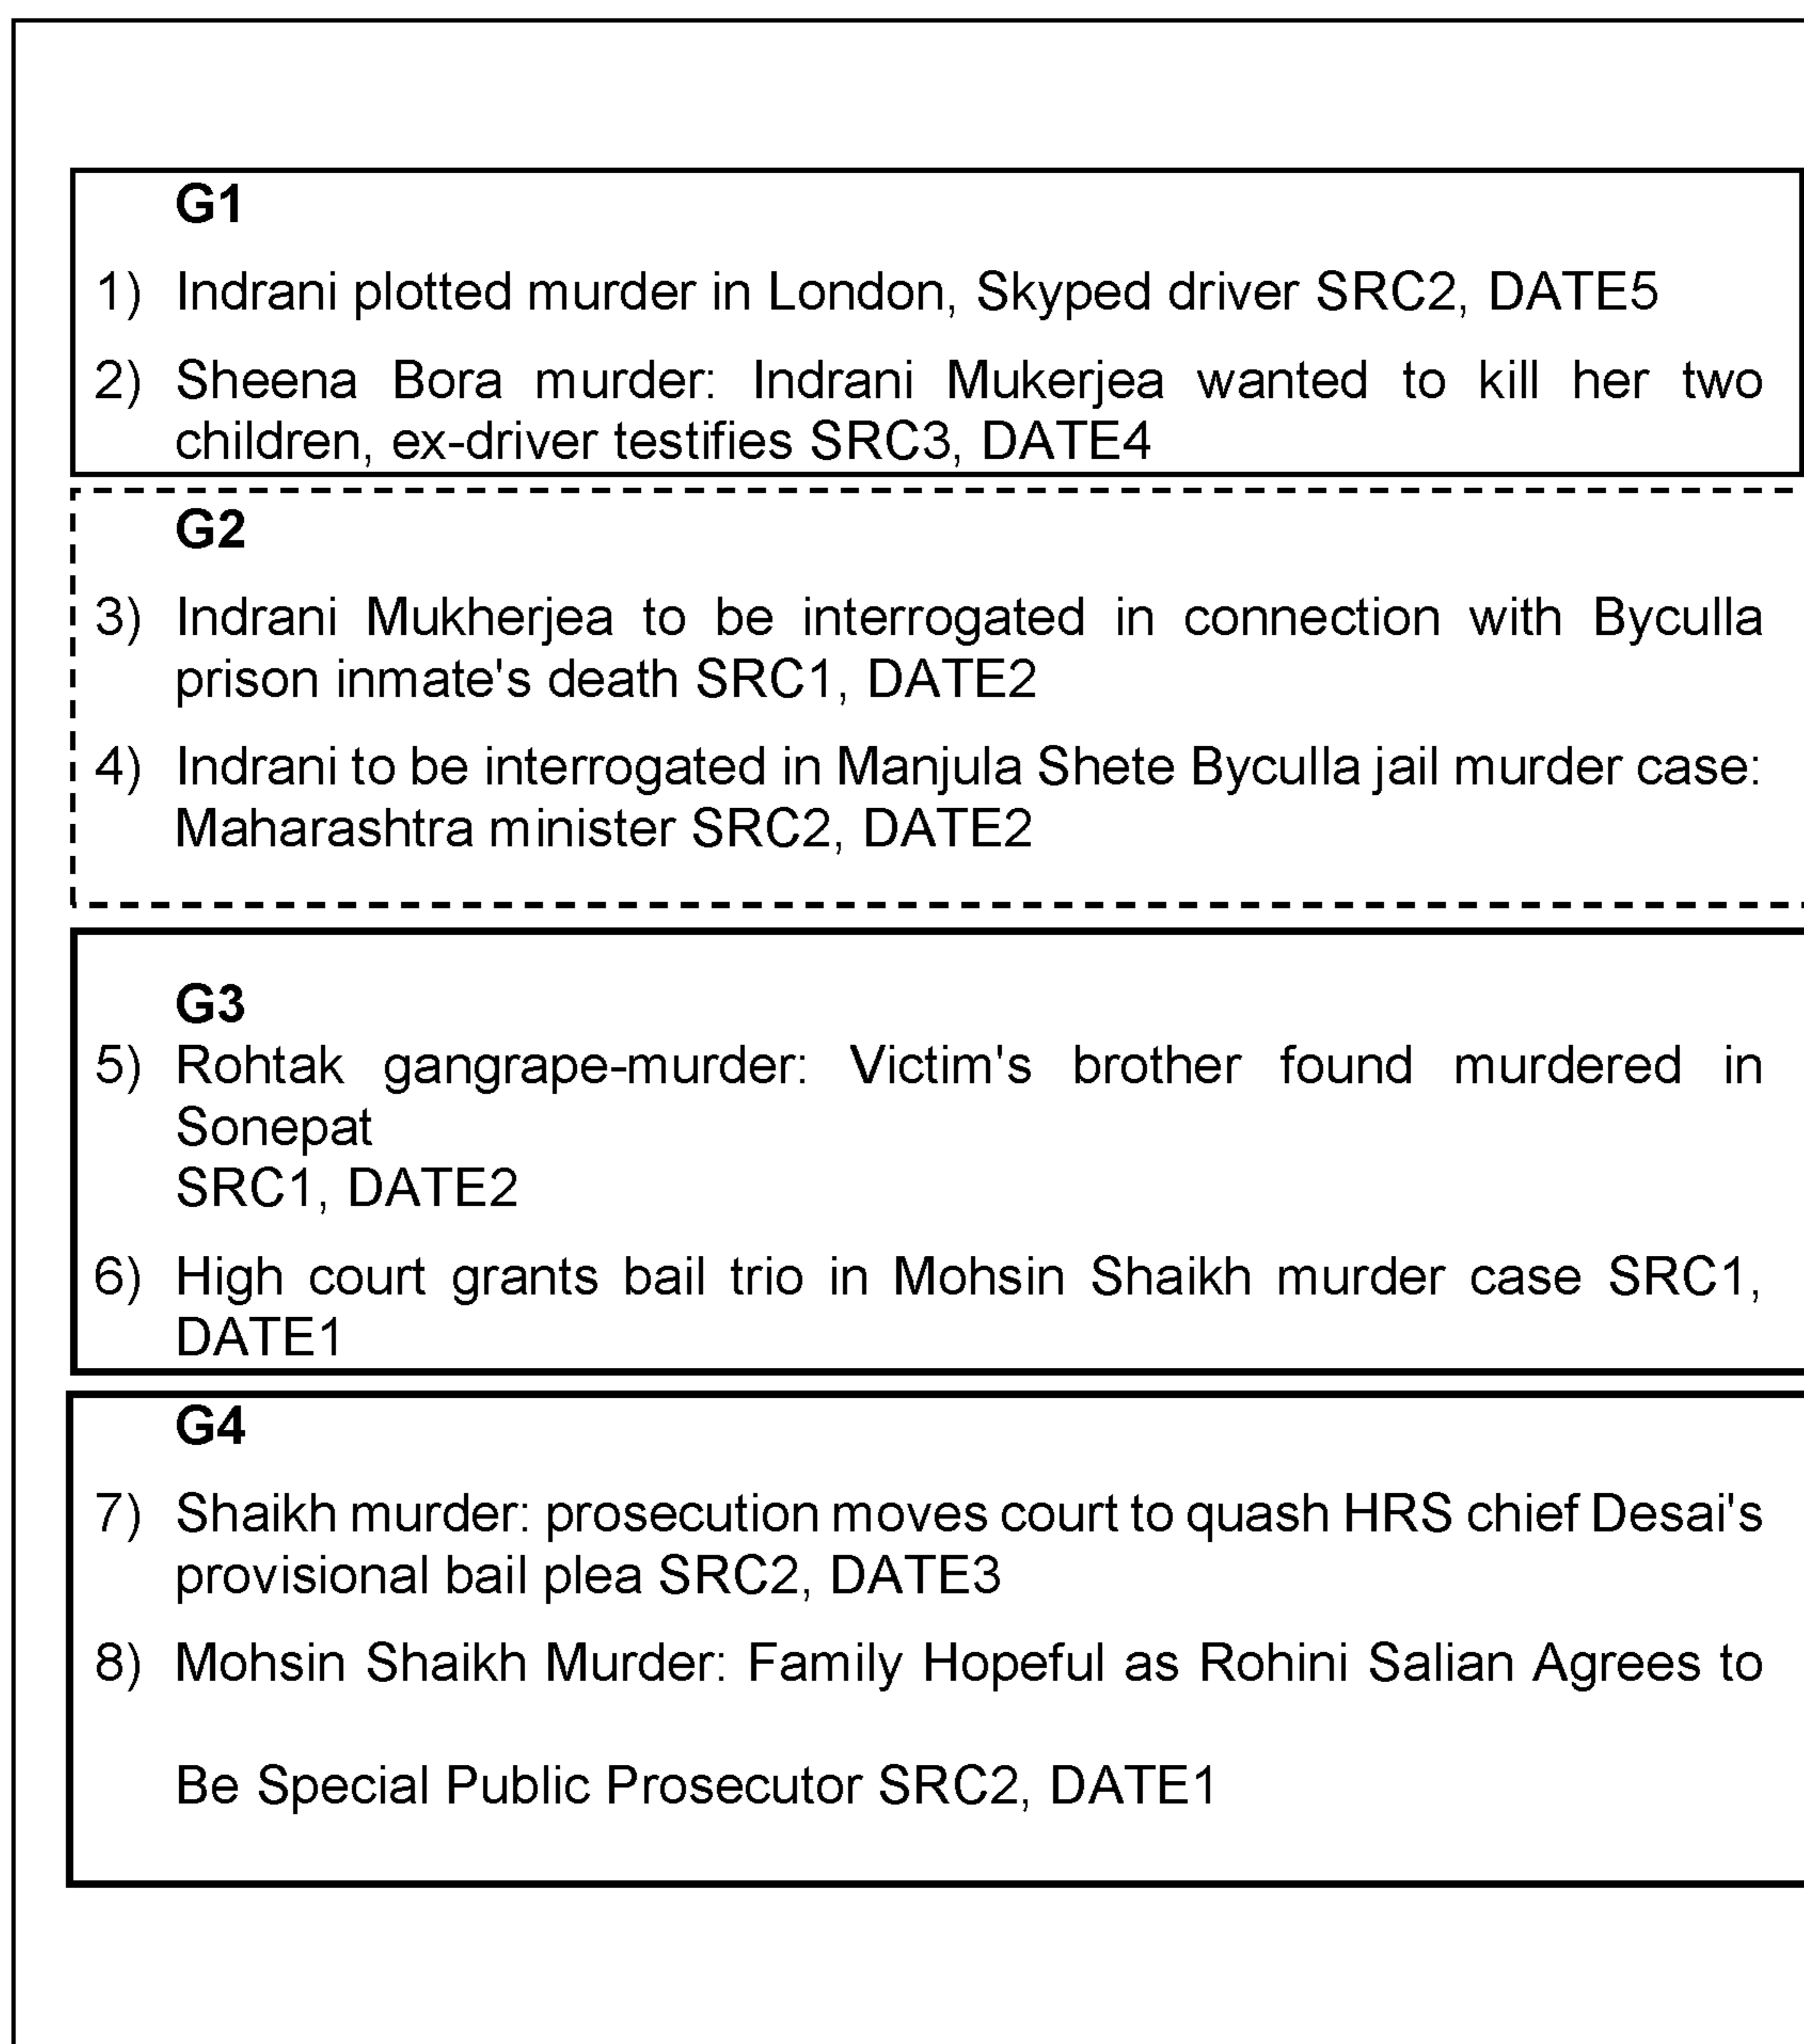 G1
1) Indrani plotted murder in London, Skyped driver SRC2, DATE5
2) Sheena Bora murder: Indrani Mukerjea wanted to kill her two
children, ex-driver testifies SRC3, DATE4
G2
3) Indrani Mukherjea to be interrogated in connection with Byculla
prison inmate's death SRC1, DATE2
4) Indrani to be interrogated in Manjula Shete Byculla jail murder case:
Maharashtra minister SRC2, DATE2
G3
5) Rohtak gangrape-murder: Victim's brother found murdered in
Sonepat
SRC1, DATE2
6) High court grants bail trio in Mohsin Shaikh murder case SRC1,
DATE1
G4
7) Shaikh murder: prosecution moves court to quash HRS chief Desai's
provisional bail plea SRC2, DATE3
8) Mohsin Shaikh Murder: Family Hopeful as Rohini Salian Agrees to
Be Special Public Prosecutor SRC2, DATE1